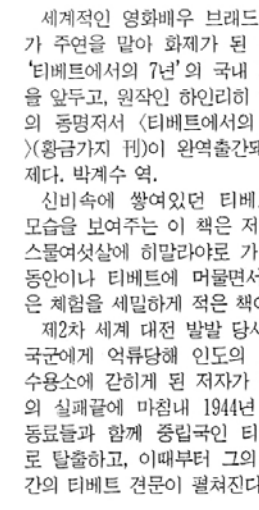 세계적인 영화배우 브래드
가 주연을 맡아 화제가 된
‘티베트에서의 7년’의 국내
을 앞두고, 원작인 하인리히
의 동명저서 〈티베트에서의
〉(황금가지 刊)이 완역출간돼
제다. 박계수 역.
신비속에 쌓여있던 티베
모습을 보여주는 이 책은 저
스물여섯살에 히말라야로 가
동안이나 티베트에 머물면서
은 체험을 세밀하게 적은 책
제2차 세계 대전 발발 당시
국군에게 억류당해 인도의
수용소에 갇히게 된 저자가
의 실패끝에 마침내 1944년
동료들과 함께 중립국인 티
로 탈출하고, 이때부터 그의
간의 티베트 견문이 펼쳐진다